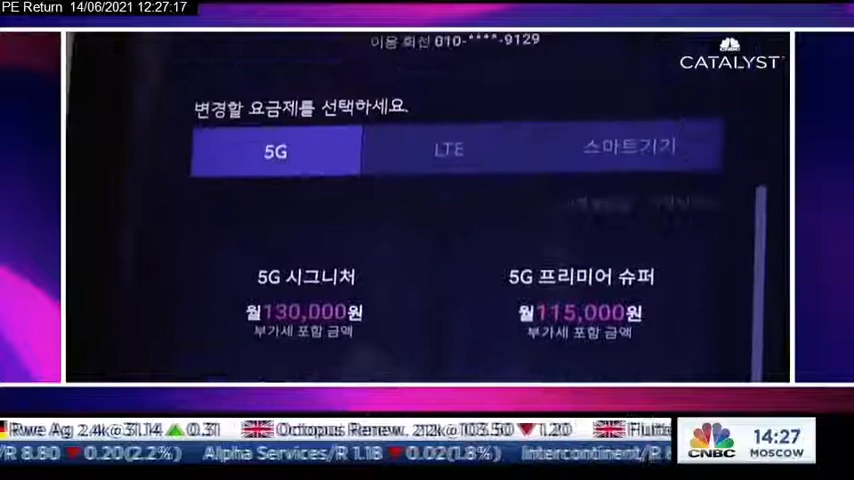 PE Return 14/06/2021 12:27:17
이용 회선 010-****-9129
CATALYST
변경할 요금제를 선택하세요.
5G LTE 스마트기기
5G 시그니처 5G 프리미어 슈퍼
월130,000원 월115,000원
부가세 포함 금액 부가세 포함 금액
Rwe Ag 2.4k@31.14 ▲ 0.31 Octopus Renew. 212k@103.50 ▼ 1.20
/R 8.80 ▼ 0.20(2.2%) Alpha Services/R 1.18 ▼ 0.02(1.8%) Intercontinent/R
CNBC
14:27
MOSCOW